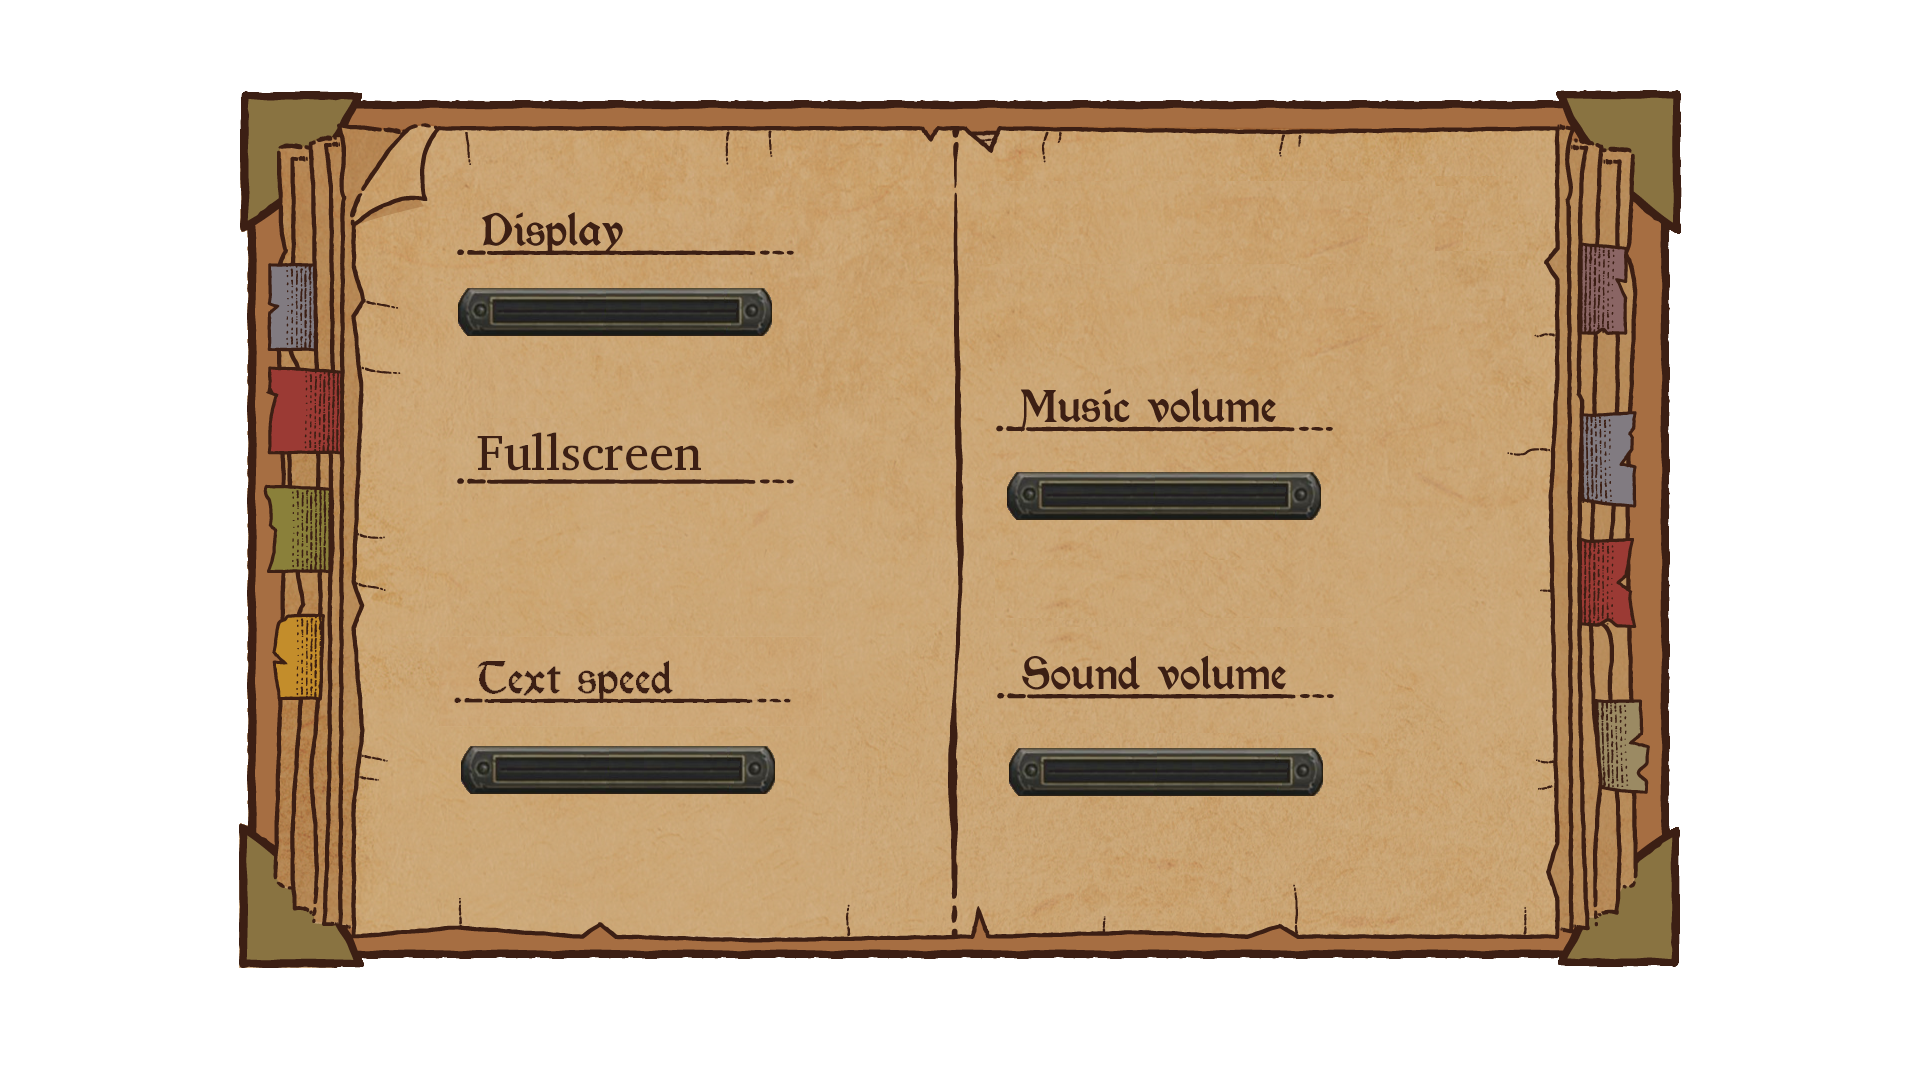 Display
Fullscreen
Text speed
Music volume
Sound volume